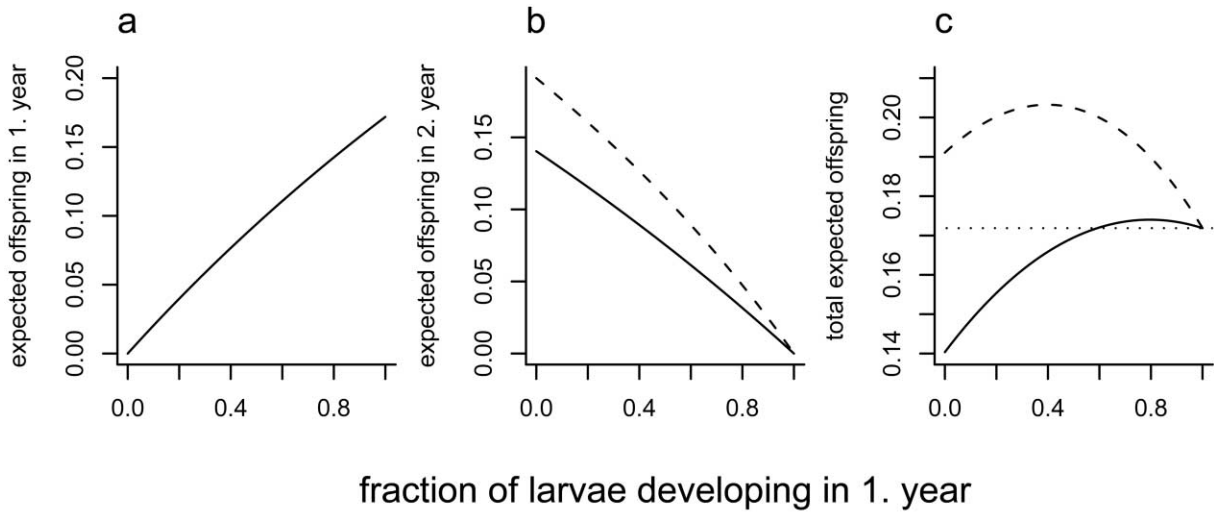 a
expected offspring in 1. year
0.00 0.05 0.10 0.15 0.20
0.0 0.4 0.8
b
expected offspring in 2. year
0.00 0.05 0.10 0.15
0.0 0.4 0.8
c
total expected offspring
0.14 0.16 0.18 0.20
0.0 0.4 0.8
fraction of larvae developing in 1. year